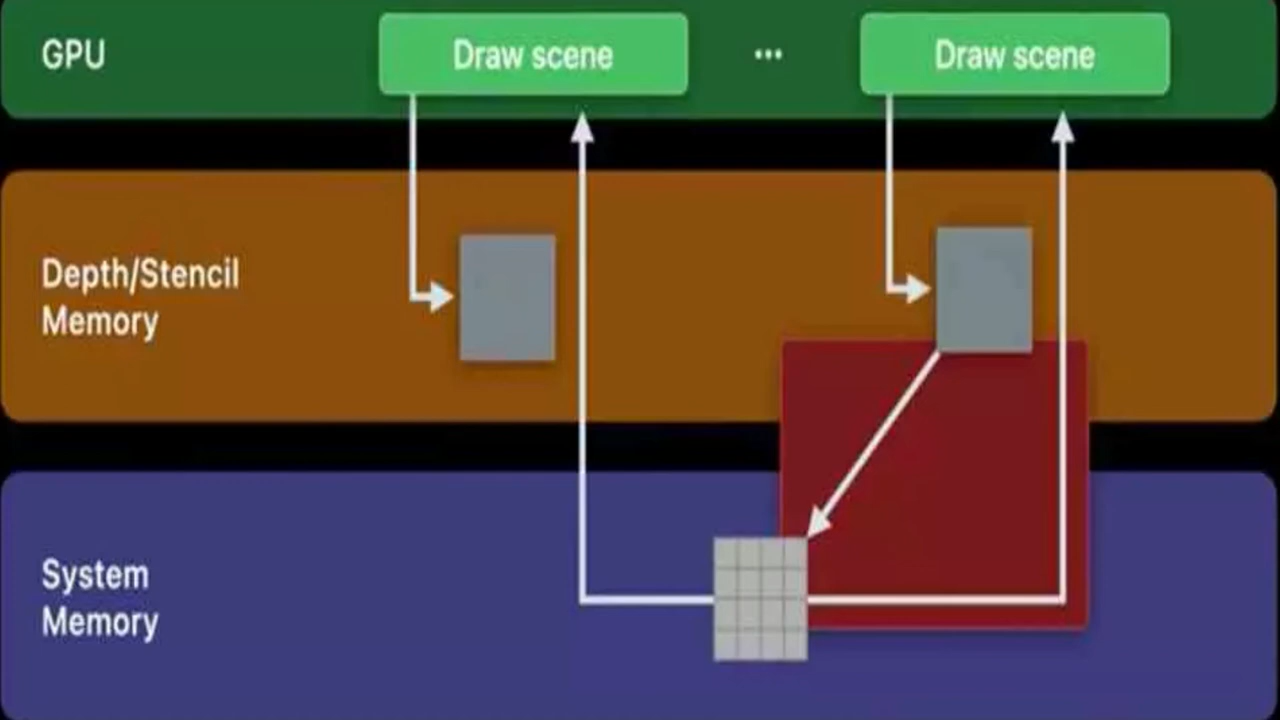 GPU
Draw scene
...
Draw scene
Depth/Stencil
Memory
System
Memory